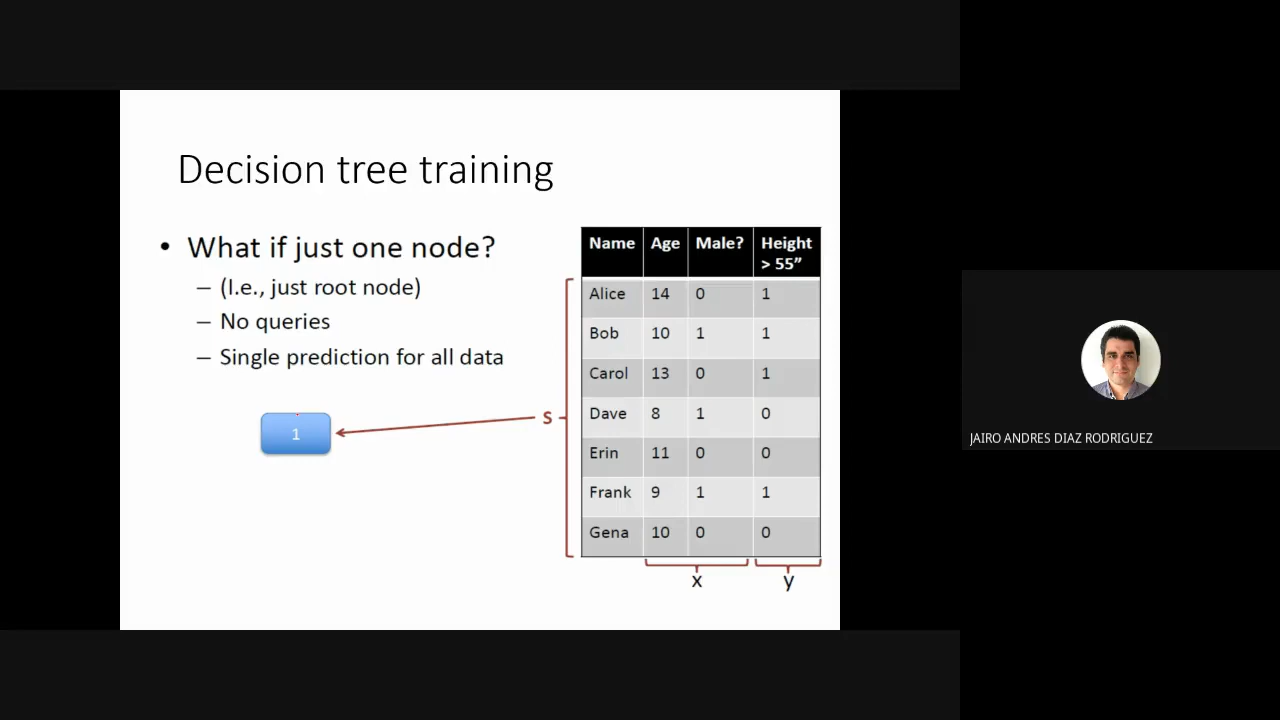 Decision tree training
• What if just one node?
– (I.e., just root node)
– No queries
– Single prediction for all data
1
S
Name Age Male? Height > 55”
Alice 14 0 1
Bob 10 1 1
Carol 13 0 1
Dave 8 1 0
Erin 11 0 0
Frank 9 1 1
Gena 10 0 0
x y
JAIRO ANDRES DIAZ RODRIGUEZ